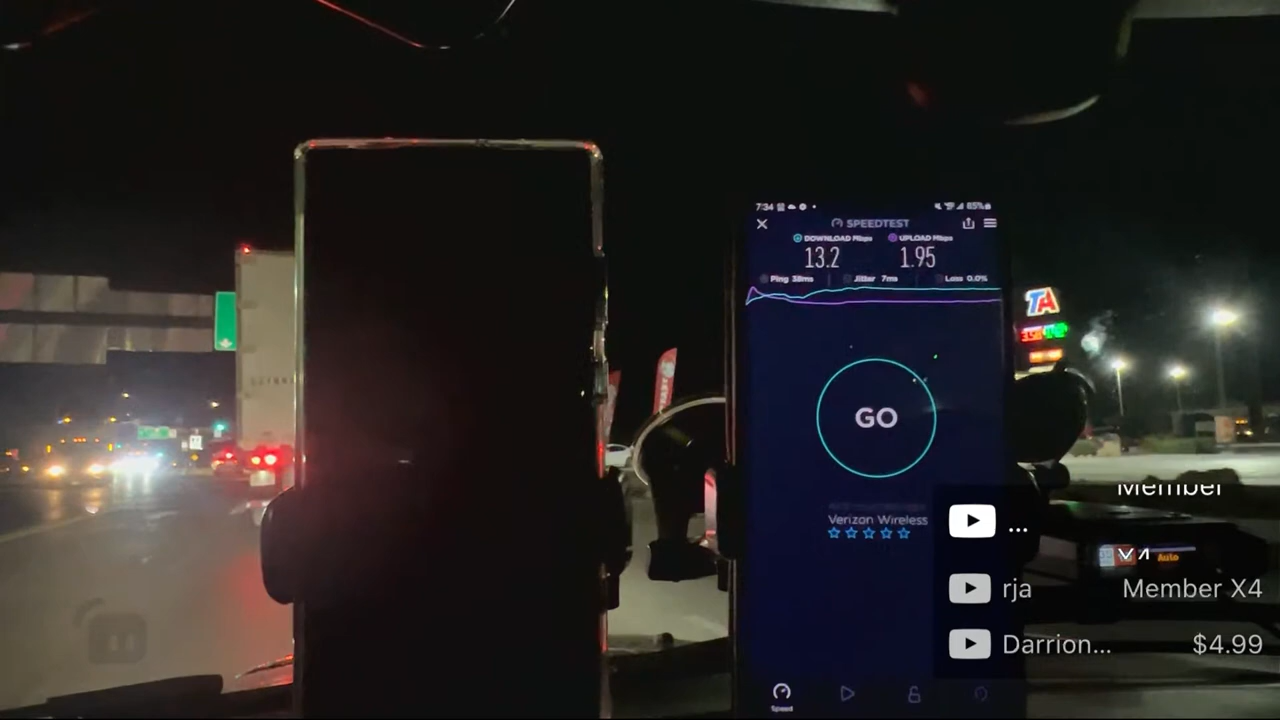 7:34
85%
SPEEDTEST
DOWNLOAD Mbps
UPLOAD Mbps
13.2
1.95
Ping 38ms
Jitter 7ms
Loss 0.0%
TA
GO
Verizon Wireless
Member
...
Auto
rja
Member X4
Darrion...
$4.99
Speed